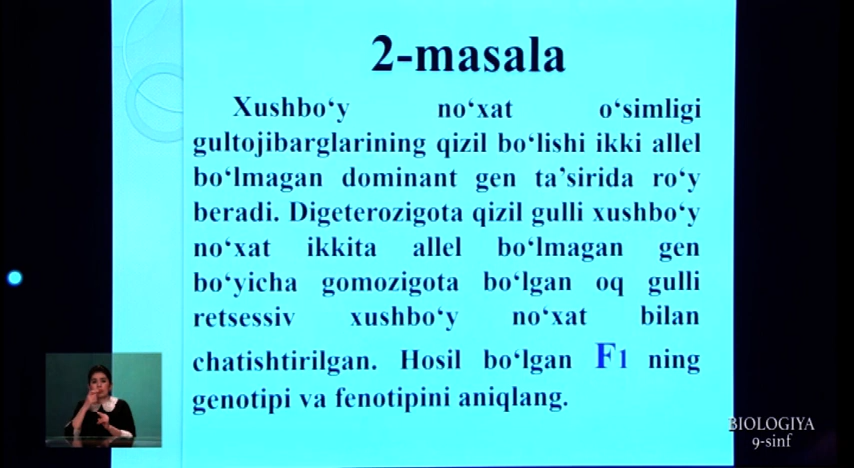 2-masala
Xushbo‘y no‘xat o‘simligi
gultojibarglarining qizil bo‘lishi ikki allel
bo‘lmagan dominant gen ta’sirida ro‘y
beradi. Digeterozigota qizil gulli xushbo‘y
no‘xat ikkita allel bo‘lmagan gen
bo‘yicha gomozigota bo‘lgan oq gulli
retsessiv xushbo‘y no‘xat bilan
chatishtirilgan. Hosil bo‘lgan F1 ning
genotipi va fenotipini aniqlang.
BIOLOGIYA
9-sinf